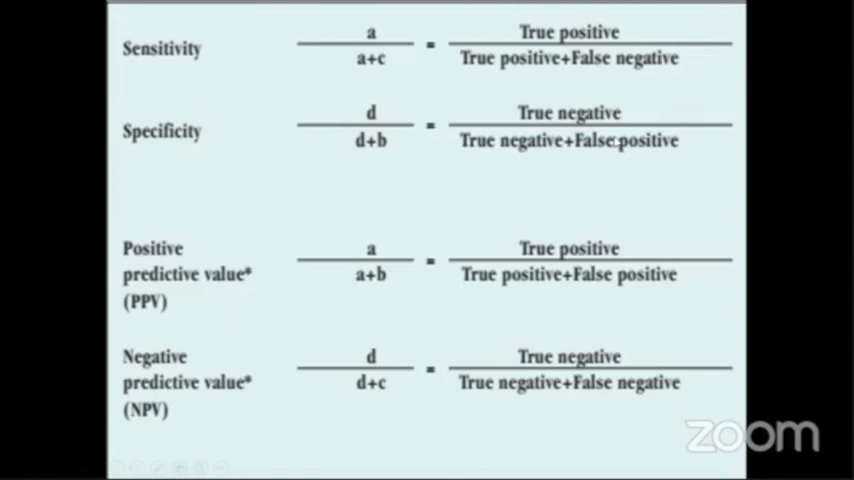 Sensitivity
a
a+c
=
True positive
True positive+False negative
Specificity
d
d+b
=
True negative
True negative+False positive
Positive
predictive value*
(PPV)
a
a+b
=
True positive
True positive+False positive
Negative
predictive value*
(NPV)
d
d+c
=
True negative
True negative+False negative
zoom